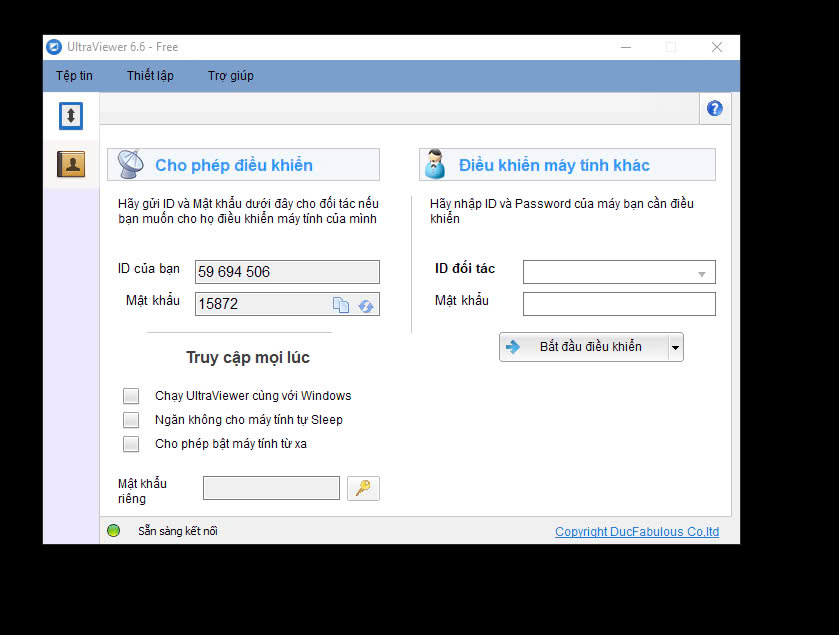 UltraViewer 6.6 - Free
Tệp tin Thiết lập Trợ giúp
Cho phép điều khiển
Hãy gửi ID và Mật khẩu dưới đây cho đối tác nếu
bạn muốn cho họ điều khiển máy tính của mình
ID của bạn 59 694 506
Mật khẩu 15872
Truy cập mọi lúc
Chạy UltraViewer cùng với Windows
Ngăn không cho máy tính tự Sleep
Cho phép bật máy tính từ xa
Mật khẩu
riêng
Điều khiển máy tính khác
Hãy nhập ID và Password của máy bạn cần điều
khiển
ID đối tác
Mật khẩu
Bắt đầu điều khiển
Sẵn sàng kết nối
Copyright DucFabulous Co,ltd